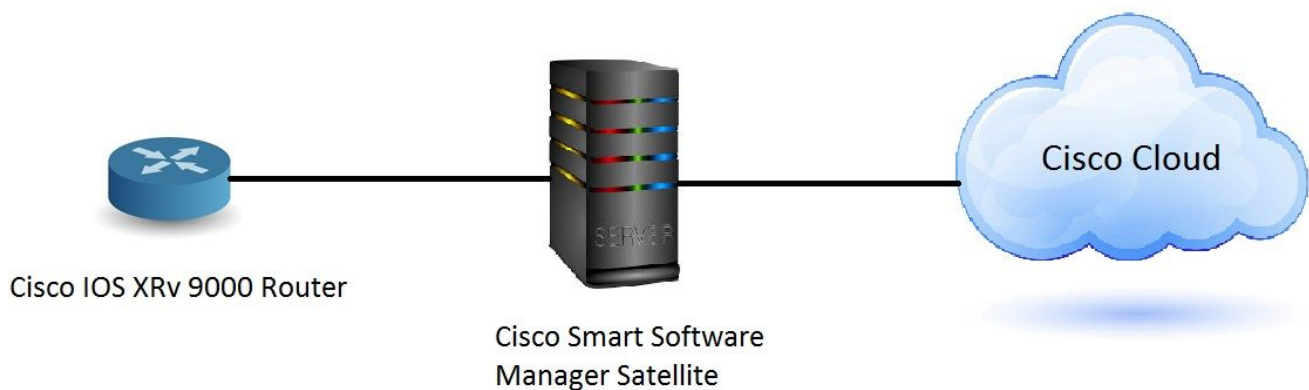 Cisco Cloud
SERVER
Cisco IOS XRv 9000 Router
Cisco Smart Software
Manager Satellite